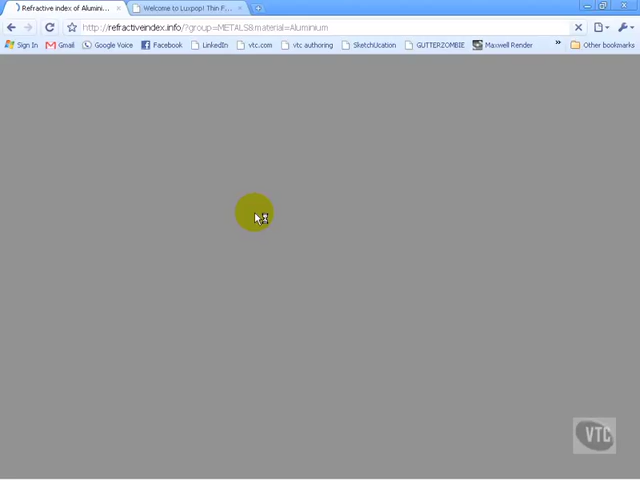 Refractive index of Alumini...
Welcome to Luxpop! Thin F...
http://refractiveindex.info/?group=METALS&material=Aluminium
Sign In Gmail Google Voice Facebook LinkedIn vtc.com vtc authoring SketchUcation GUTTERZOMBIE Maxwell Render » Other bookmarks
VTC